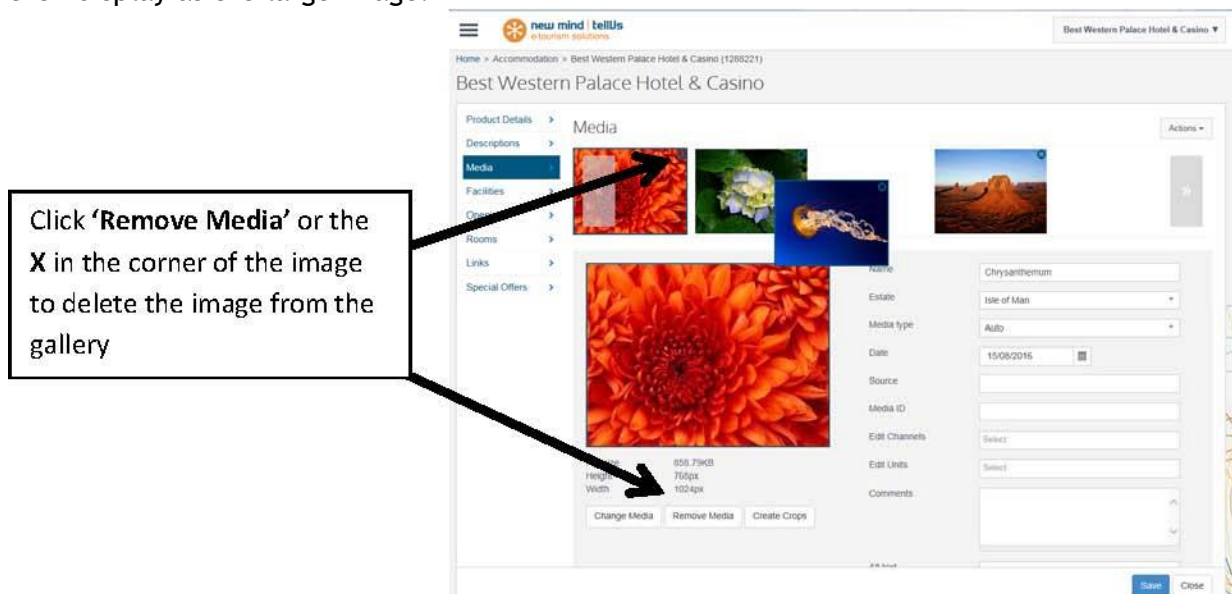 new mind | tellUs
e-tourism solutions
Best Western Palace Hotel & Casino ▼
Home > Accommodation > Best Western Palace Hotel & Casino (1288221)
Best Western Palace Hotel & Casino
Product Details
Descriptions
Media
Facilities
Rooms
Links
Special Offers
Media
Actions
Click ‘Remove Media’ or the
X in the corner of the image
to delete the image from the
gallery
Name
Chrysanthemum
Estate
Isle of Man
Media type
Auto
Date
15/08/2016
Source
Media ID
Edit Channels
Select
Edit Units
Select
Comments
Height
Width
1024px
Change Media
Remove Media
Create Crops
Save
Close